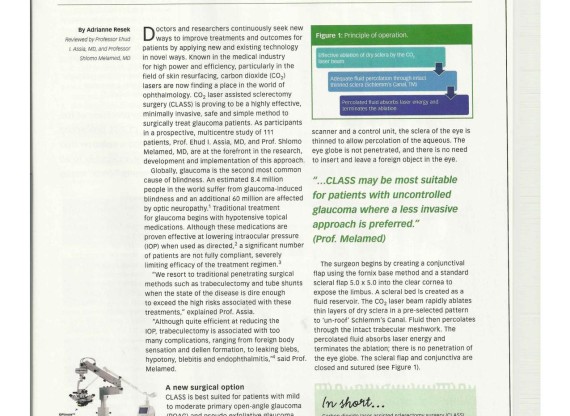 By Adrianne Resek
Reviewed by Professor Ehud
I. Assia, MD, and Professor
Shlomo Melamed, MD
Doctors and researchers continuously seek new
ways to improve treatments and outcomes for
patients by applying new and existing technology
in novel ways. Known in the medical industry
for high power and efficiency, particularly in the
field of skin resurfacing, carbon dioxide (CO₂)
lasers are now finding a place in the world of
ophthalmology. CO₂ laser assisted sclerectomy
surgery (CLASS) is proving to be a highly effective,
minimally invasive, safe and simple method to
surgically treat glaucoma patients. As participants
in a prospective, multicentre study of 111
patients, Prof. Ehud I. Assia, MD, and Prof. Shlomo
Melamed, MD, are at the forefront in the research,
development and implementation of this approach.
Globally, glaucoma is the second most common
cause of blindness. An estimated 8.4 million
people in the world suffer from glaucoma-induced
blindness and an additional 60 million are affected
by optic neuropathy.¹ Traditional treatment
for glaucoma begins with hypotensive topical
medications. Although these medications are
proven effective at lowering intraocular pressure
(IOP) when used as directed,² a significant number
of patients are not fully compliant, severely
limiting efficacy of the treatment regimen.³
"We resort to traditional penetrating surgical
methods such as trabeculectomy and tube shunts
when the state of the disease is dire enough
to exceed the high risks associated with these
treatments," explained Prof. Assia.
"Although quite efficient at reducing the
IOP, trabeculectomy is associated with too
many complications, ranging from foreign body
sensation and dellen formation, to leaking blebs,
hypotony, blebitis and endophthalmitis,"⁴ said Prof.
Melamed.
A new surgical option
CLASS is best suited for patients with mild
to moderate primary open-angle glaucoma
Figure 1: Principle of operation.
Effective ablation of the sclera by the CO₂
laser beam
Adequate fluid percolation through intact
thinned sclera (Schlemm's Canal, TM)
Percolated fluid absorbs laser energy and
terminates the ablation
scanner and a control unit, the sclera of the eye is
thinned to allow percolation of the aqueous. The
eye globe is not penetrated, and there is no need
to insert and leave a foreign object in the eye.
"...CLASS may be most suitable
for patients with uncontrolled
glaucoma where a less invasive
approach is preferred."
(Prof. Melamed)
The surgeon begins by creating a conjunctival
flap using the fornix base method and a standard
scleral flap 5.0 x 5.0 into the clear cornea to
expose the limbus. A scleral bed is created as a
fluid reservoir. The CO₂ laser beam rapidly ablates
thin layers of dry sclera in a pre-selected pattern
to 'un-roof' Schlemm's Canal. Fluid then percolates
through the intact trabecular meshwork. The
percolated fluid absorbs laser energy and
terminates the ablation; there is no penetration of
the eye globe. The scleral flap and conjunctiva are
closed and sutured (see Figure 1).
In short...